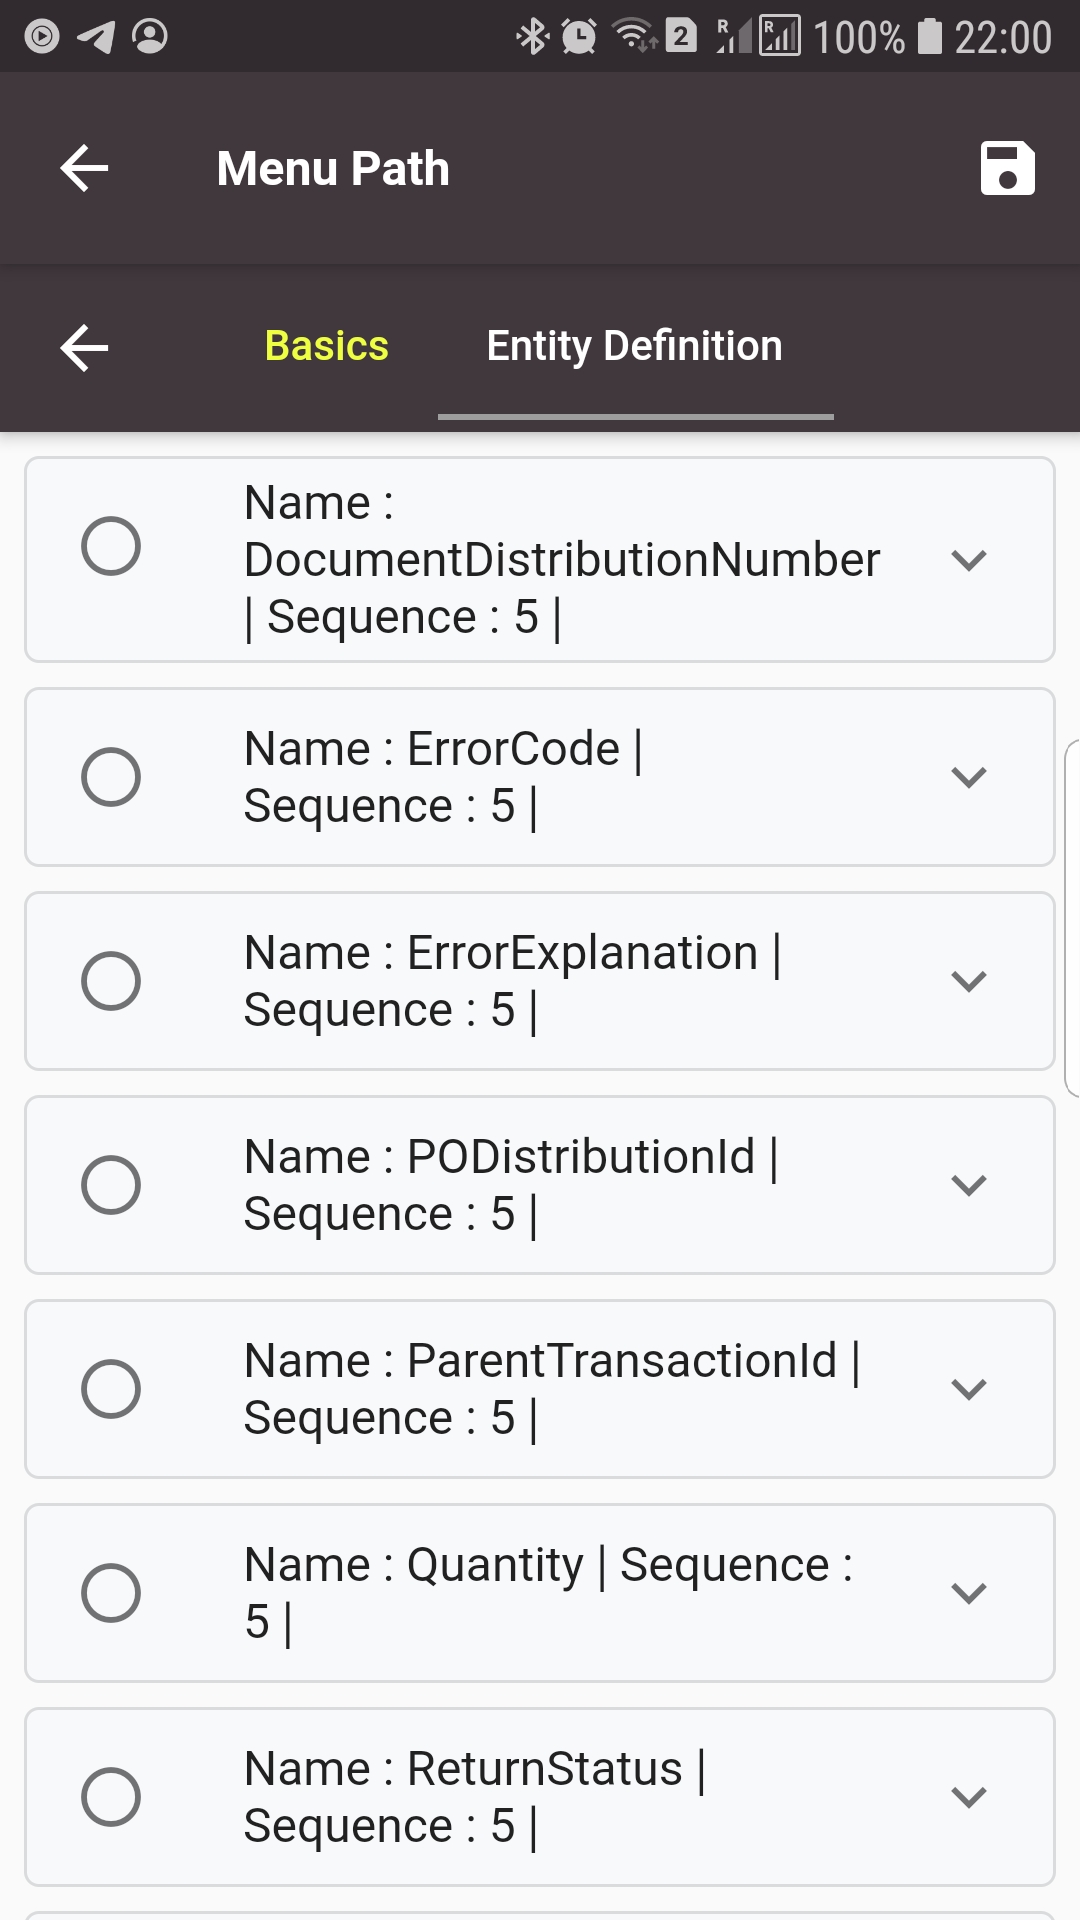 2 R R 100% 22:00
Menu Path
Basics Entity Definition
Name :
DocumentDistributionNumber
| Sequence : 5 |
Name : ErrorCode |
Sequence : 5 |
Name : ErrorExplanation |
Sequence : 5 |
Name : PODistributionId |
Sequence : 5 |
Name : ParentTransactionId |
Sequence : 5 |
Name : Quantity | Sequence :
5 |
Name : ReturnStatus |
Sequence : 5 |